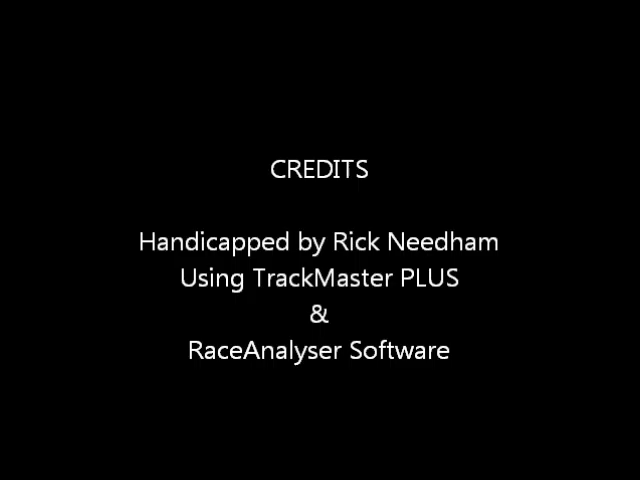 CREDITS
Handicapped by Rick Needham
Using TrackMaster PLUS
&
RaceAnalyser Software